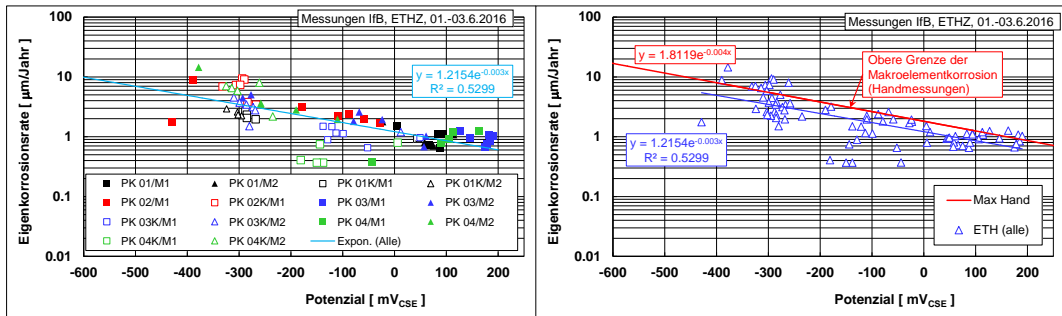 Messungen IfB, ETHZ, 01.-03.6.2016
Eigenkorrosionsrate [ µm/Jahr]
100
10
1
0.1
0.01
y = 1.2154e^-0.003x
R² = 0.5299
PK 01/M1 PK 01/M2 PK 01K/M1 PK 01K/M2
PK 02/M1 PK 02K/M1 PK 03/M1 PK 03/M2
PK 03K/M1 PK 03K/M2 PK 04/M1 PK 04/M2
PK 04K/M1 PK 04K/M2 Expon. (Alle)
-600 -500 -400 -300 -200 -100 0 100 200
Potenzial [ mV_CSE]
Messungen IfB, ETHZ, 01.-03.6.2016
Eigenkorrosionsrate [ µm/Jahr]
100
10
1
0.1
0.01
y = 1.8119e^-0.004x
Obere Grenze der
Makroelementkorrosion
(Handmessungen)
y = 1.2154e^-0.003x
R² = 0.5299
Max Hand
ETH (alle)
-600 -500 -400 -300 -200 -100 0 100 200
Potenzial [ mV_CSE]